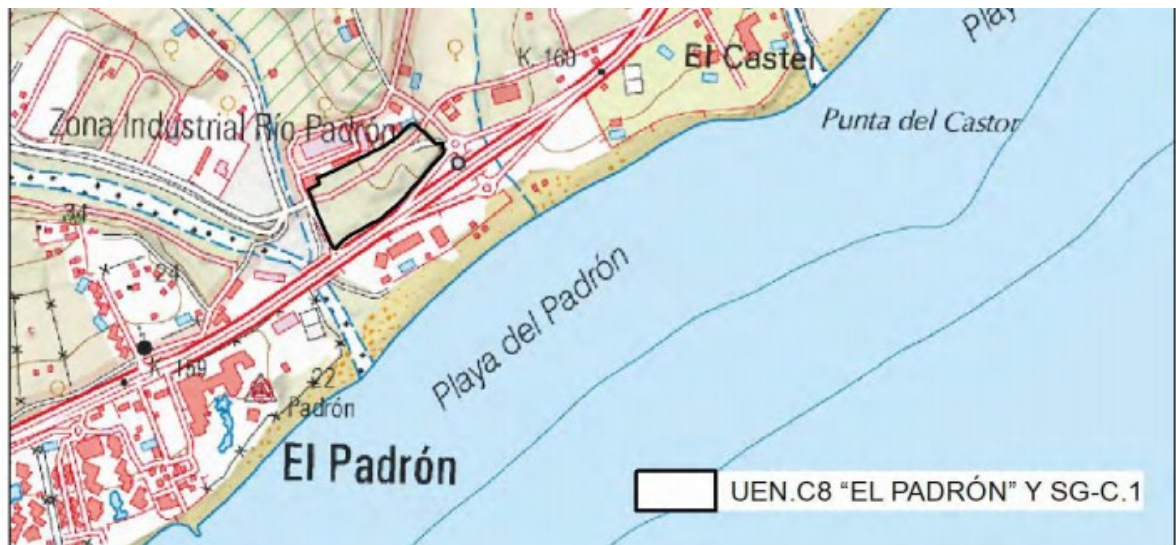 Playa
K. 160
El Castel
Zona Industrial Río Padrón
Punta del Castor
34
24
Playa del Padrón
K. 159
22
Padrón
El Padrón
UEN.C8 “EL PADRÓN” Y SG-C.1